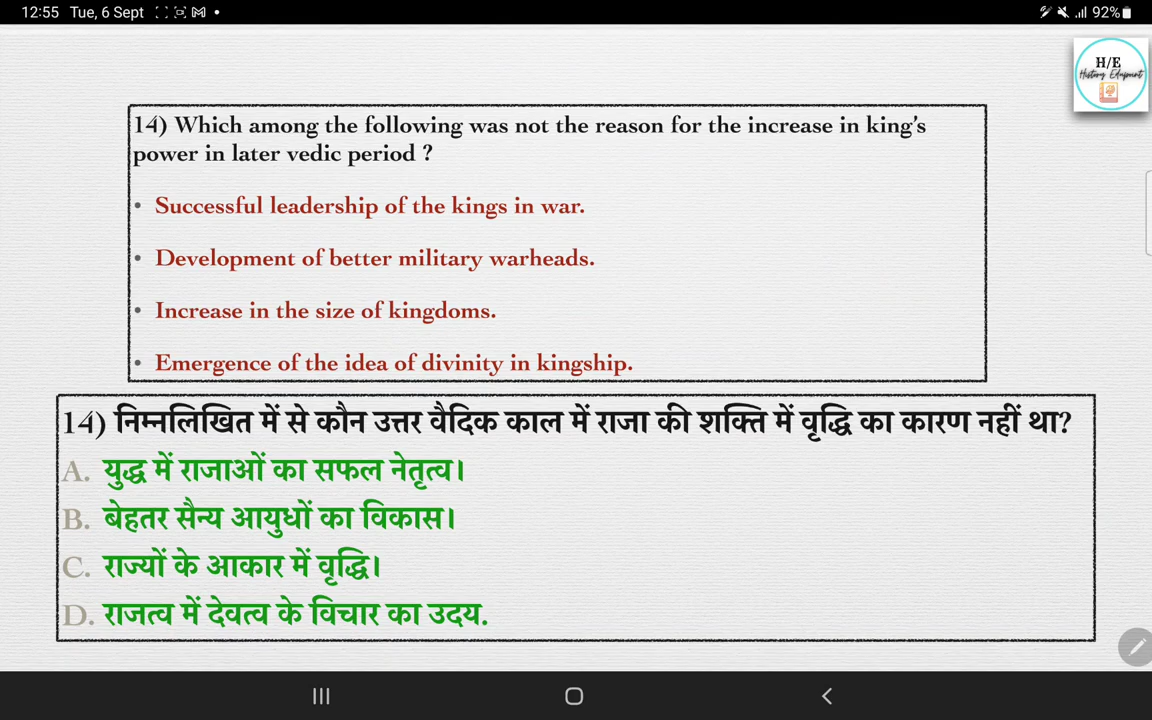 12:55 Tue, 6 Sept 92%
H/E
History Edupoint
14) Which among the following was not the reason for the increase in king's
power in later vedic period ?
• Successful leadership of the kings in war.
• Development of better military warheads.
• Increase in the size of kingdoms.
• Emergence of the idea of divinity in kingship.
14) निम्नलिखित में से कौन उत्तर वैदिक काल में राजा की शक्ति में वृद्धि का कारण नहीं था?
A. युद्ध में राजाओं का सफल नेतृत्व।
B. बेहतर सैन्य आयुधों का विकास।
C. राज्यों के आकार में वृद्धि।
D. राजत्व में देवत्व के विचार का उदय.